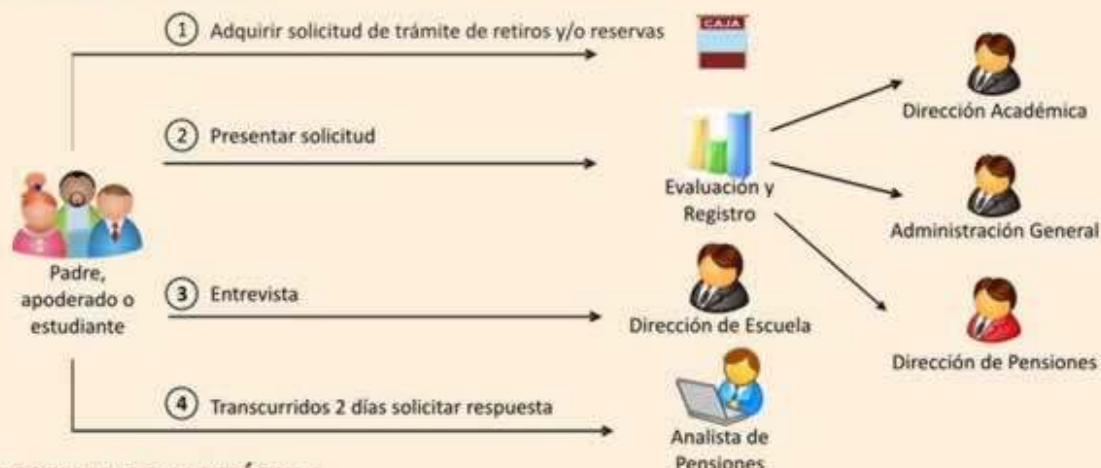 1 Adquirir solicitud de trámite de retiros y/o reservas
CAJA
2 Presentar solicitud
Evaluación y
Registro
Dirección Académica
Administración General
Dirección de Pensiones
Padre,
apoderado o
estudiante
3 Entrevista
Dirección de Escuela
4 Transcurridos 2 días solicitar respuesta
Analista de
Pensiones